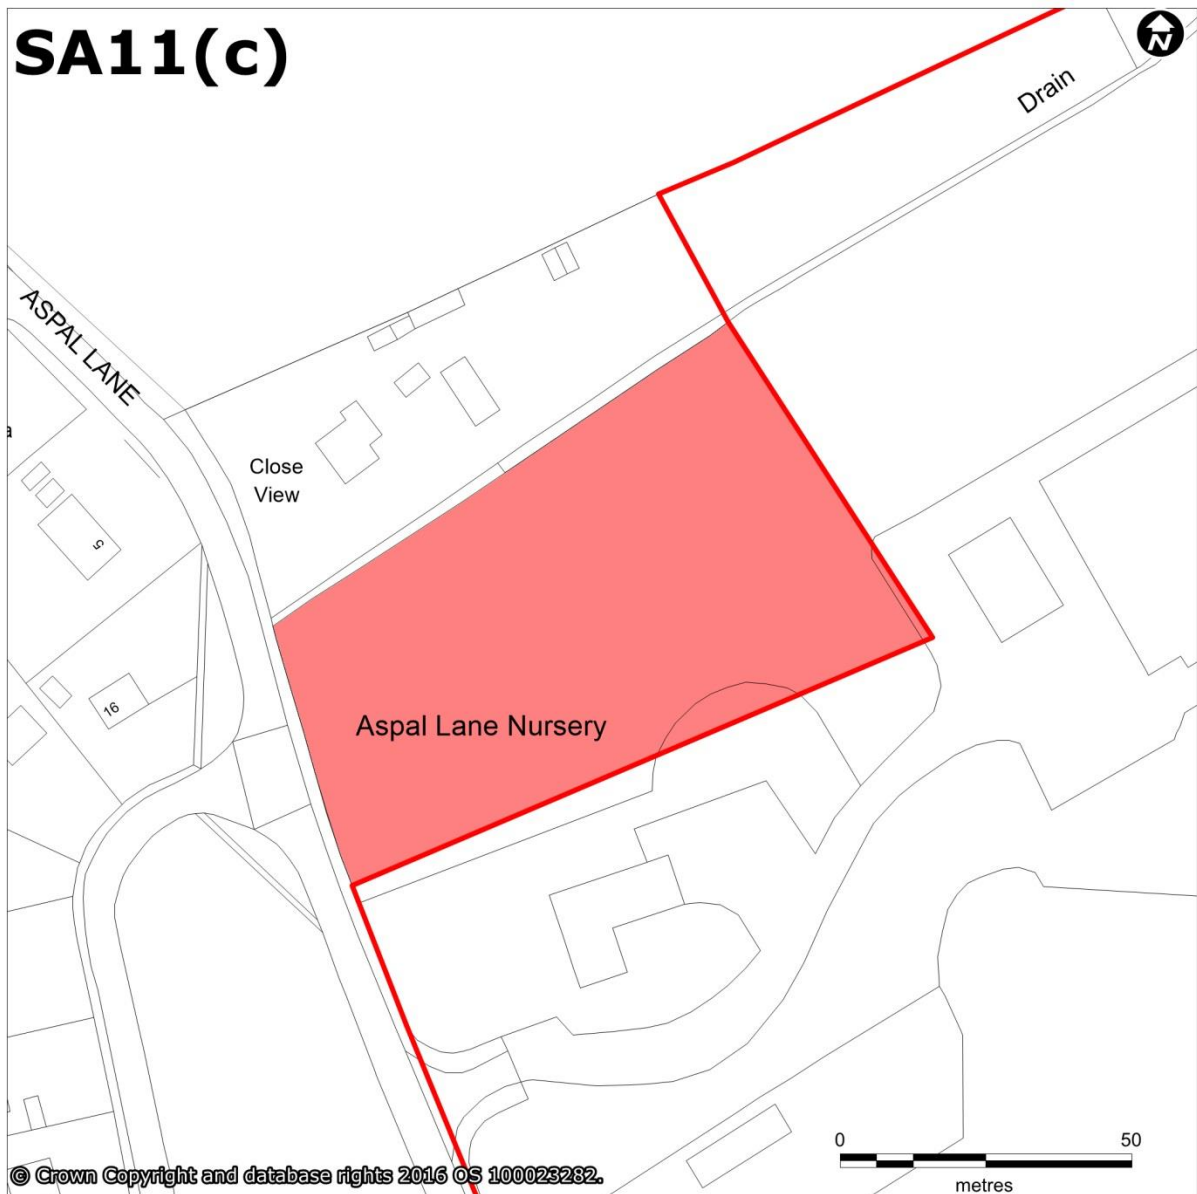 SA11(c)
N
Drain
ASPAL LANE
a
Close
View
5
16
Aspal Lane Nursery
0 50
metres
© Crown Copyright and database rights 2016 OS 100023282.